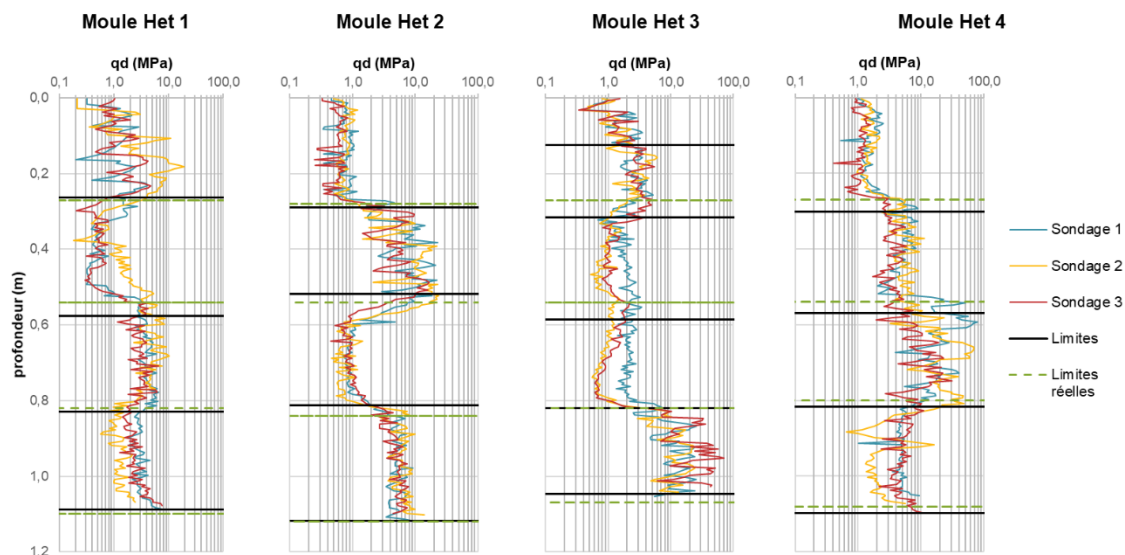 Moule Het 1 Moule Het 2 Moule Het 3 Moule Het 4
qd (MPa) qd (MPa) qd (MPa) qd (MPa)
0,1 1,0 10,0 100,0 0,1 1,0 10,0 100,0 0,1 1,0 10,0 100,0 0,1 1,0 10,0 100,0
0,0
0,2
0,4
0,6
0,8
1,0
1,2
profondeur (m)
Sondage 1
Sondage 2
Sondage 3
Limites
Limites
réelles